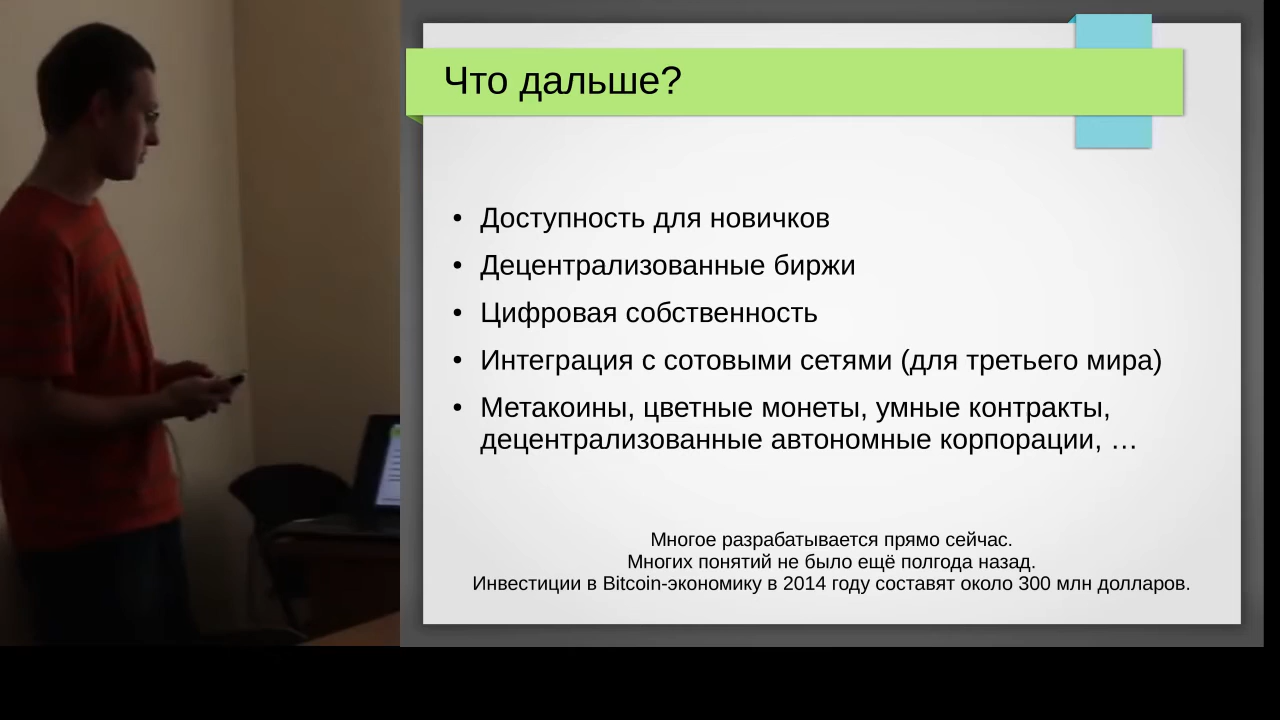 Что дальше?
• Доступность для новичков
• Децентрализованные биржи
• Цифровая собственность
• Интеграция с сотовыми сетями (для третьего мира)
• Метакоины, цветные монеты, умные контракты,
децентрализованные автономные корпорации, …
Многое разрабатывается прямо сейчас.
Многих понятий не было ещё полгода назад.
Инвестиции в Bitcoin-экономику в 2014 году составят около 300 млн долларов.